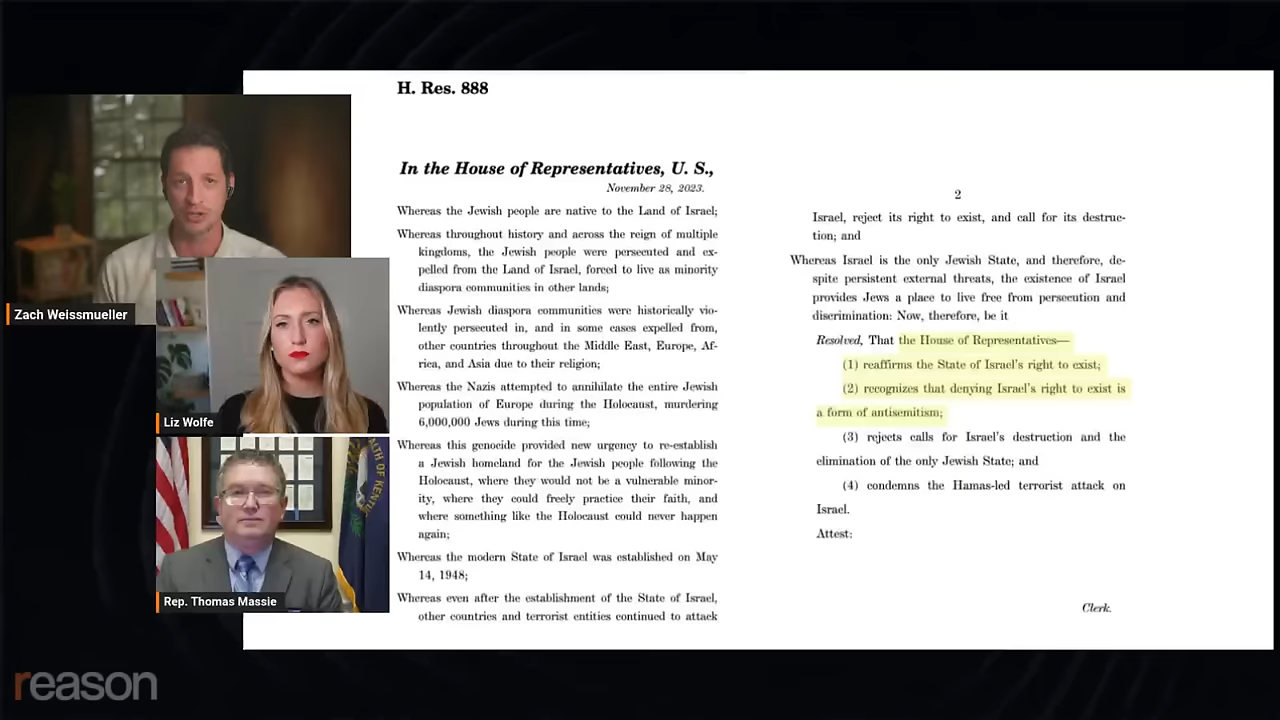 H. Res. 888
In the House of Representatives, U. S.,
November 28, 2023.
Whereas the Jewish people are native to the Land of Israel;
Whereas throughout history and across the reign of multiple
kingdoms, the Jewish people were persecuted and ex-
pelled from the Land of Israel, forced to live as minority
diaspora communities in other lands;
Whereas Jewish diaspora communities were historically vio-
lently persecuted in, and in some cases expelled from,
other countries throughout the Middle East, Europe, Af-
rica, and Asia due to their religion;
Whereas the Nazis attempted to annihilate the entire Jewish
population of Europe during the Holocaust, murdering
6,000,000 Jews during this time;
Whereas this genocide provided new urgency to re-establish
a Jewish homeland for the Jewish people following the
Holocaust, where they would not be a vulnerable minor-
ity, where they could freely practice their faith, and
where something like the Holocaust could never happen
again;
Whereas the modern State of Israel was established on May
14, 1948;
Whereas even after the establishment of the State of Israel,
other countries and terrorist entities continued to attack
2
Israel, reject its right to exist, and call for its destruc-
tion; and
Whereas Israel is the only Jewish State, and therefore, de-
spite persistent external threats, the existence of Israel
provides Jews a place to live free from persecution and
discrimination: Now, therefore, be it
Resolved, That the House of Representatives—
(1) reaffirms the State of Israel's right to exist;
(2) recognizes that denying Israel's right to exist is
a form of antisemitism;
(3) rejects calls for Israel's destruction and the
elimination of the only Jewish State; and
(4) condemns the Hamas-led terrorist attack on
Israel.
Attest:
Clerk.
Zach Weissmueller
Liz Wolfe
Rep. Thomas Massie
reason